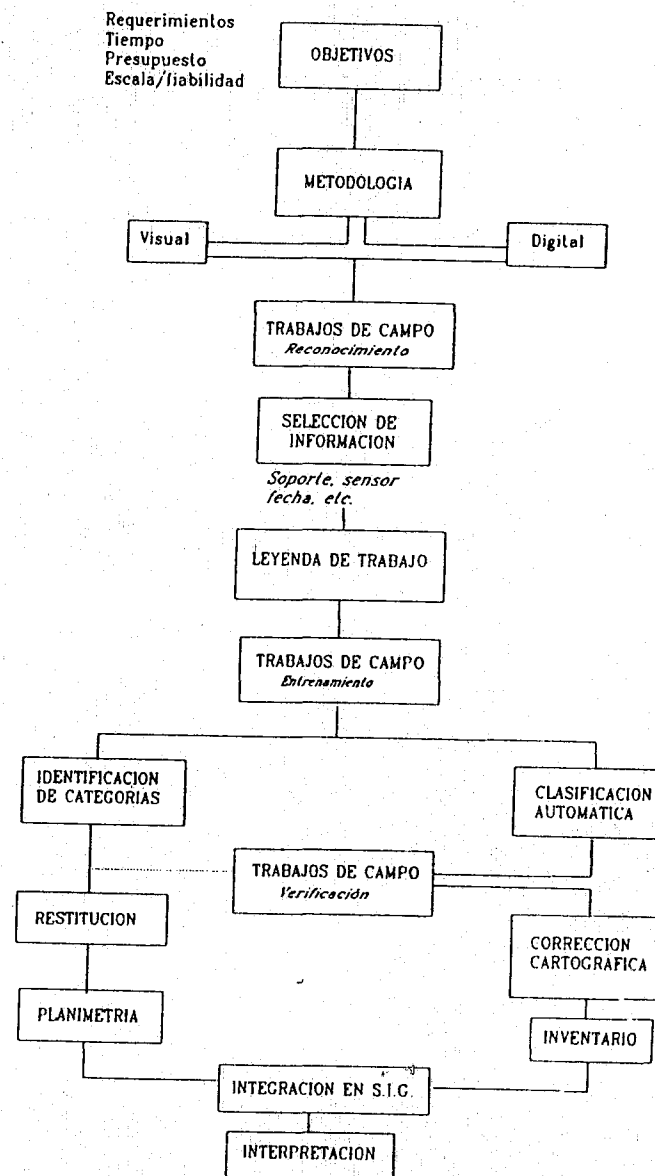 Requerimientos
Tiempo
Presupuesto
Escala/fiabilidad
OBJETIVOS
METODOLOGIA
Visual
Digital
TRABAJOS DE CAMPO
Reconocimiento
SELECCION DE
INFORMACION
Soporte, sensor
fecha, etc.
LEYENDA DE TRABAJO
TRABAJOS DE CAMPO
Entrenamiento
IDENTIFICACION
DE CATEGORIAS
CLASIFICACION
AUTOMATICA
TRABAJOS DE CAMPO
Verificación
RESTITUCION
CORRECCION
CARTOGRAFICA
PLANIMETRIA
INVENTARIO
INTEGRACION EN S.I.G.
INTERPRETACION